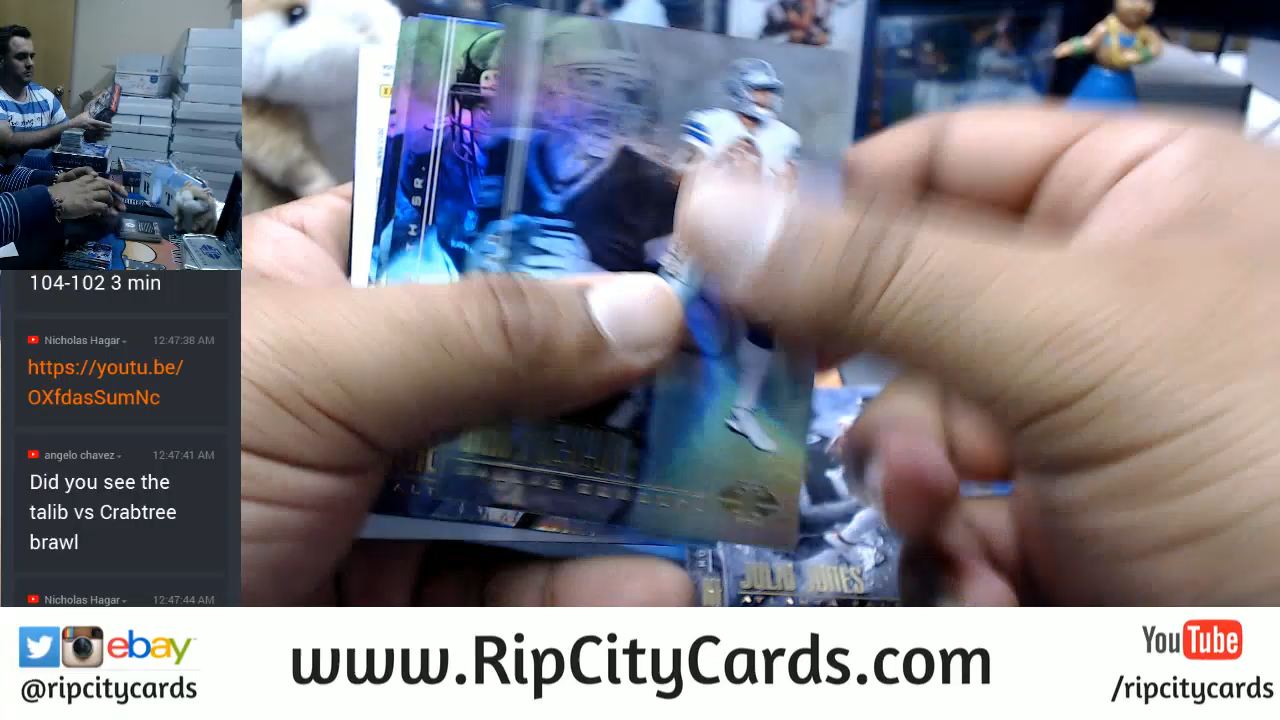 104-102 3 min
Nicholas Hagar
12:47:38 AM
https://youtu.be/
OXfdasSumNc
angelo chavez
12:47:41 AM
Did you see the
talib vs Crabtree
brawl
Nicholas Hagar
12:47:44 AM
SR.
JULIO JONES
ebay
@ripcitycards
www.RipCityCards.com
YouTube
/ripcitycards